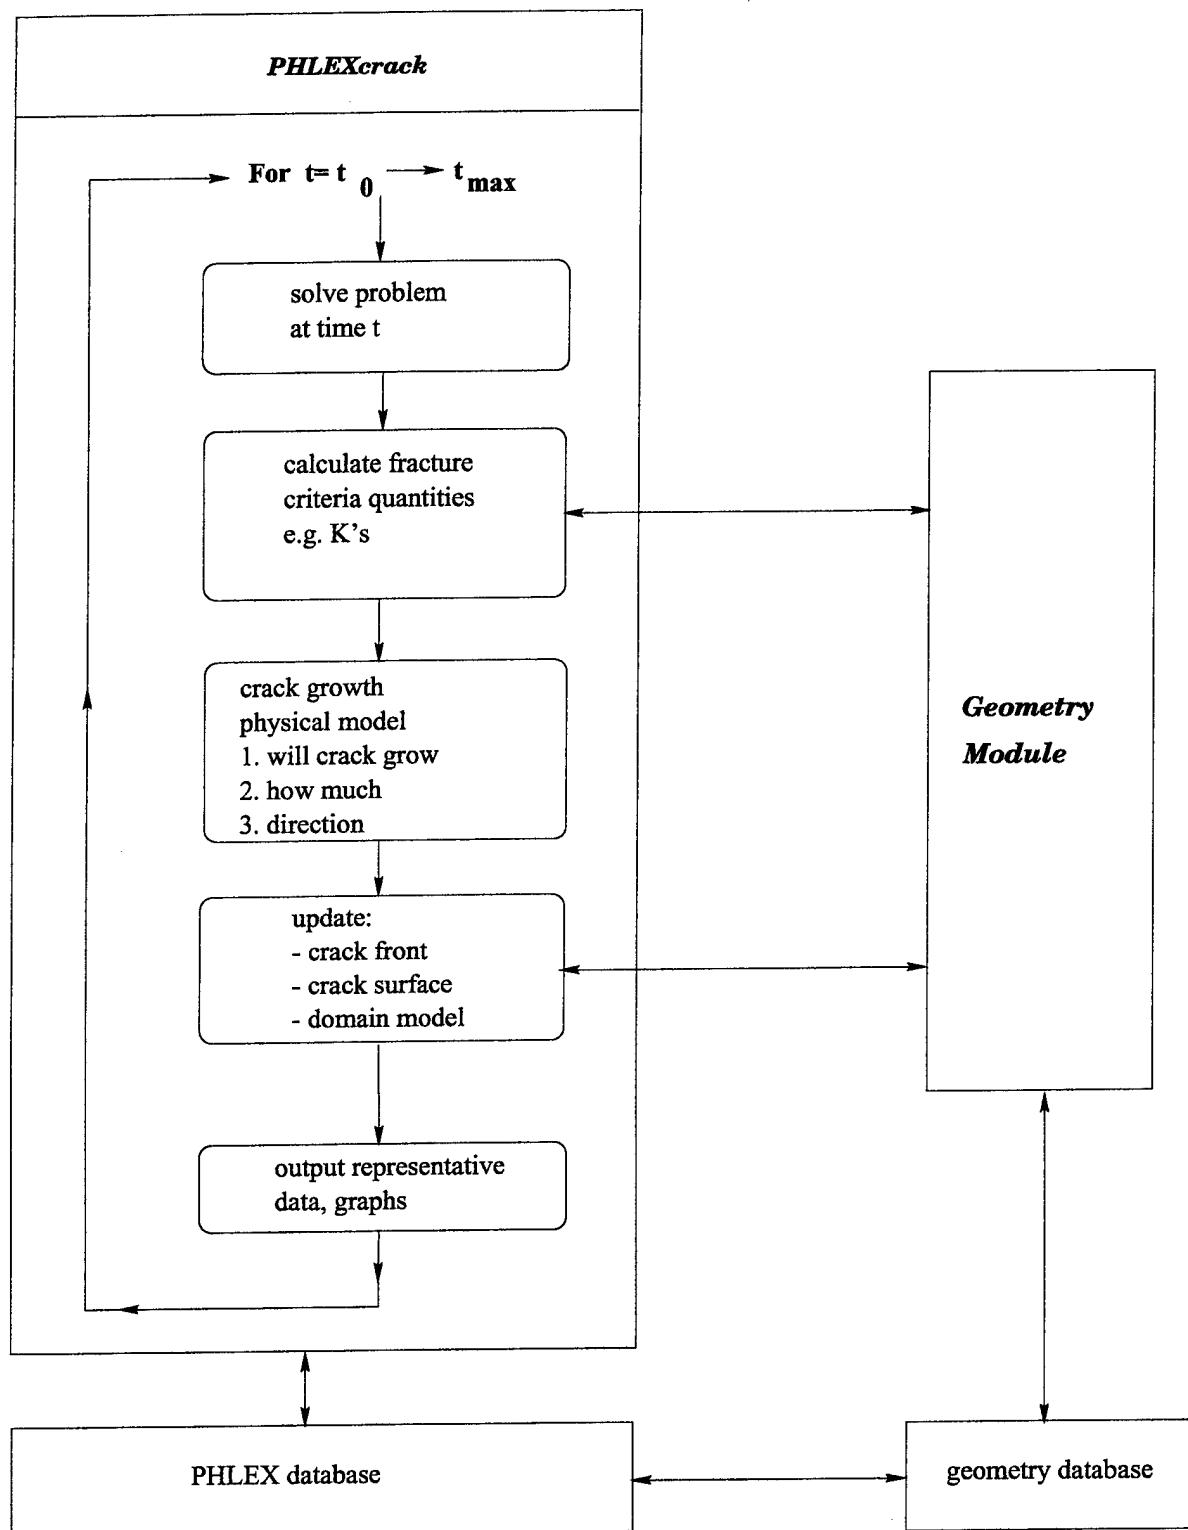 PHLEXcrack
For t= t 0 → t max
solve problem
at time t
calculate fracture
criteria quantities
e.g. K's
crack growth
physical model
1. will crack grow
2. how much
3. direction
update:
- crack front
- crack surface
- domain model
output representative
data, graphs
Geometry
Module
PHLEX database
geometry database